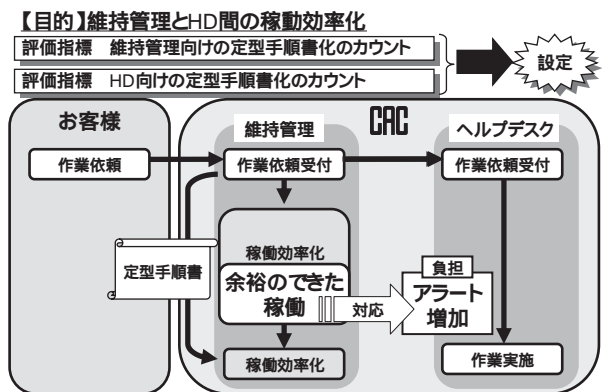 【目的】維持管理とHD間の稼動効率化
評価指標 維持管理向けの定型手順書化のカウント
評価指標 HD向けの定型手順書化のカウント
設定
お客様
CAC
維持管理
ヘルプデスク
作業依頼
作業依頼受付
作業依頼受付
稼働効率化
定型手順書
余裕のできた
稼働
対応
負担
アラート
増加
稼働効率化
作業実施